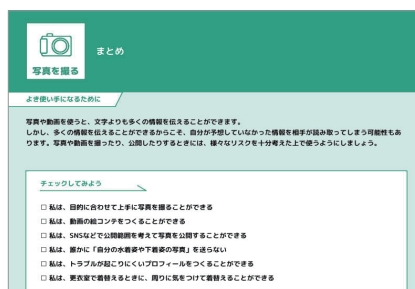 写真を撮る
まとめ
よき使い手になるために
写真や動画を使うと、文字よりも多くの情報を伝えることができます。
しかし、多くの情報を伝えることができるからこそ、自分が予想していなかった情報を相手が読み取ってしまう可能性もあ
ります。写真や動画を撮ったり、公開したりするときには、様々なリスクを十分考えた上で使うようにしましょう。
チェックしてみよう
□ 私は、目的に合わせて上手に写真を撮ることができる
□ 私は、動画の絵コンテをつくることができる
□ 私は、SNSなどで公開範囲を考えて写真を公開することができる
□ 私は、誰かに「自分の水着姿や下着姿の写真」を送らない
□ 私は、トラブルが起こりにくいプロフィールをつくることができる
□ 私は、更衣室で着替えるときに、周りに気をつけて着替えることができる